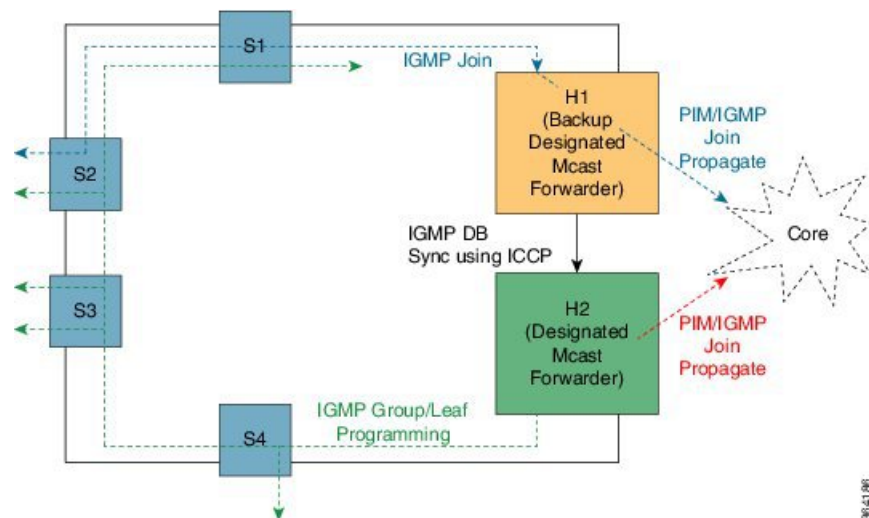 S1
IGMP Join
H1
(Backup
Designated
Mcast
Forwarder)
PIM/IGMP
Join
Propagate
S2
Core
IGMP DB
Sync using ICCP
S3
H2
(Designated
Mcast
Forwarder)
PIM/IGMP
Join
Propagate
S4
IGMP Group/Leaf
Programming
364186